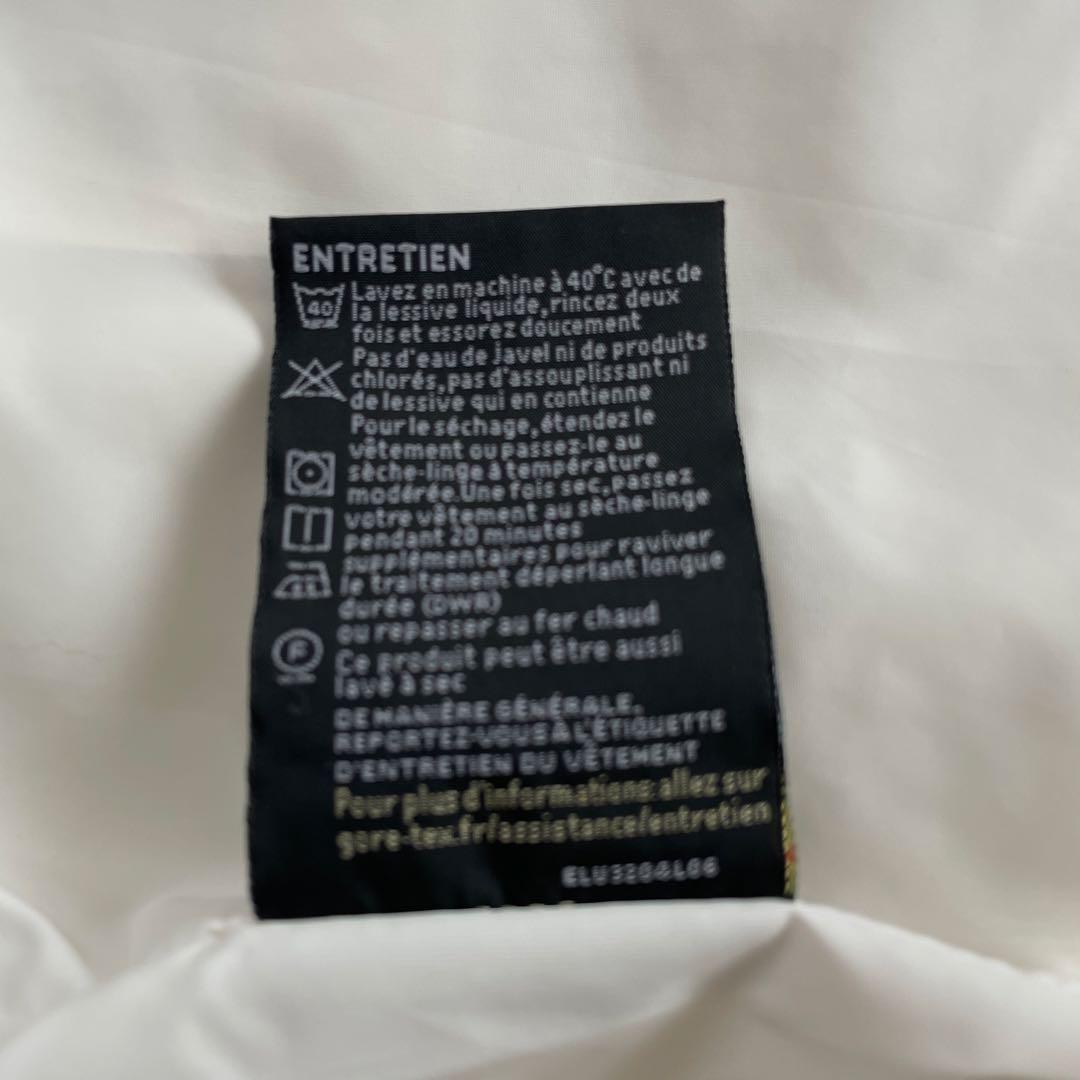 ENTRETIEN
40
Lavez en machine à 40°C avec de
la lessive liquide, rincez deux
fois et essorez doucement
Pas d'eau de javel ni de produits
chlorés, pas d'assouplissant ni
de lessive qui en contienne
Pour le séchage, étendez le
vêtement ou passez-le au
sèche-linge à température
modérée. Une fois sec, passez
votre vêtement au sèche-linge
pendant 20 minutes
supplémentaires pour raviver
le traitement déperlant longue
durée (DWR)
ou repasser au fer chaud
F
Ce produit peut être aussi
lavé à sec
DE MANIÈRE GÉNÉRALE,
REPORTEZ-VOUS À L'ÉTIQUETTE
D'ENTRETIEN DU VÊTEMENT
Pour plus d'informations: allez sur
gore-tex.fr/assistance/entretien